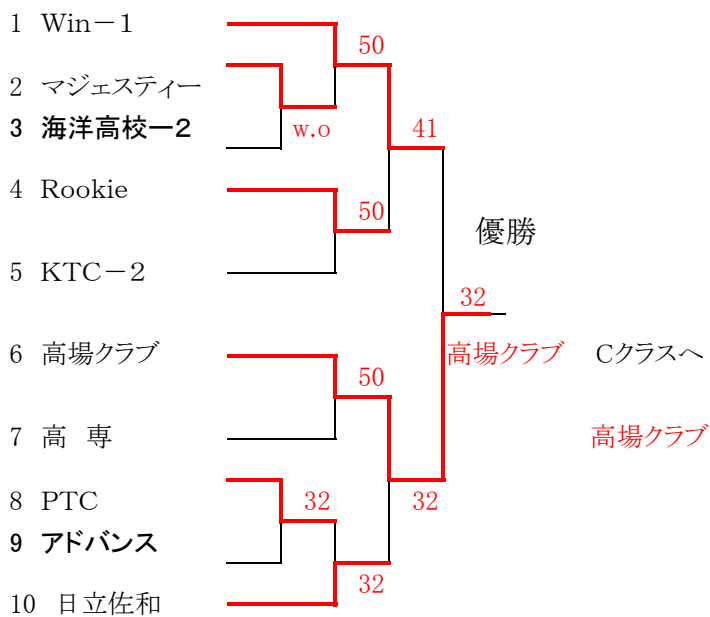 1 Win－1
50
2 マジェスティー
3 海洋高校ー2
w.o
41
4 Rookie
50
優勝
5 KTC－2
32
6 高場クラブ
50
高場クラブ
Cクラスへ
7 高 専
高場クラブ
8 PTC
32
32
9 アドバンス
32
10 日立佐和